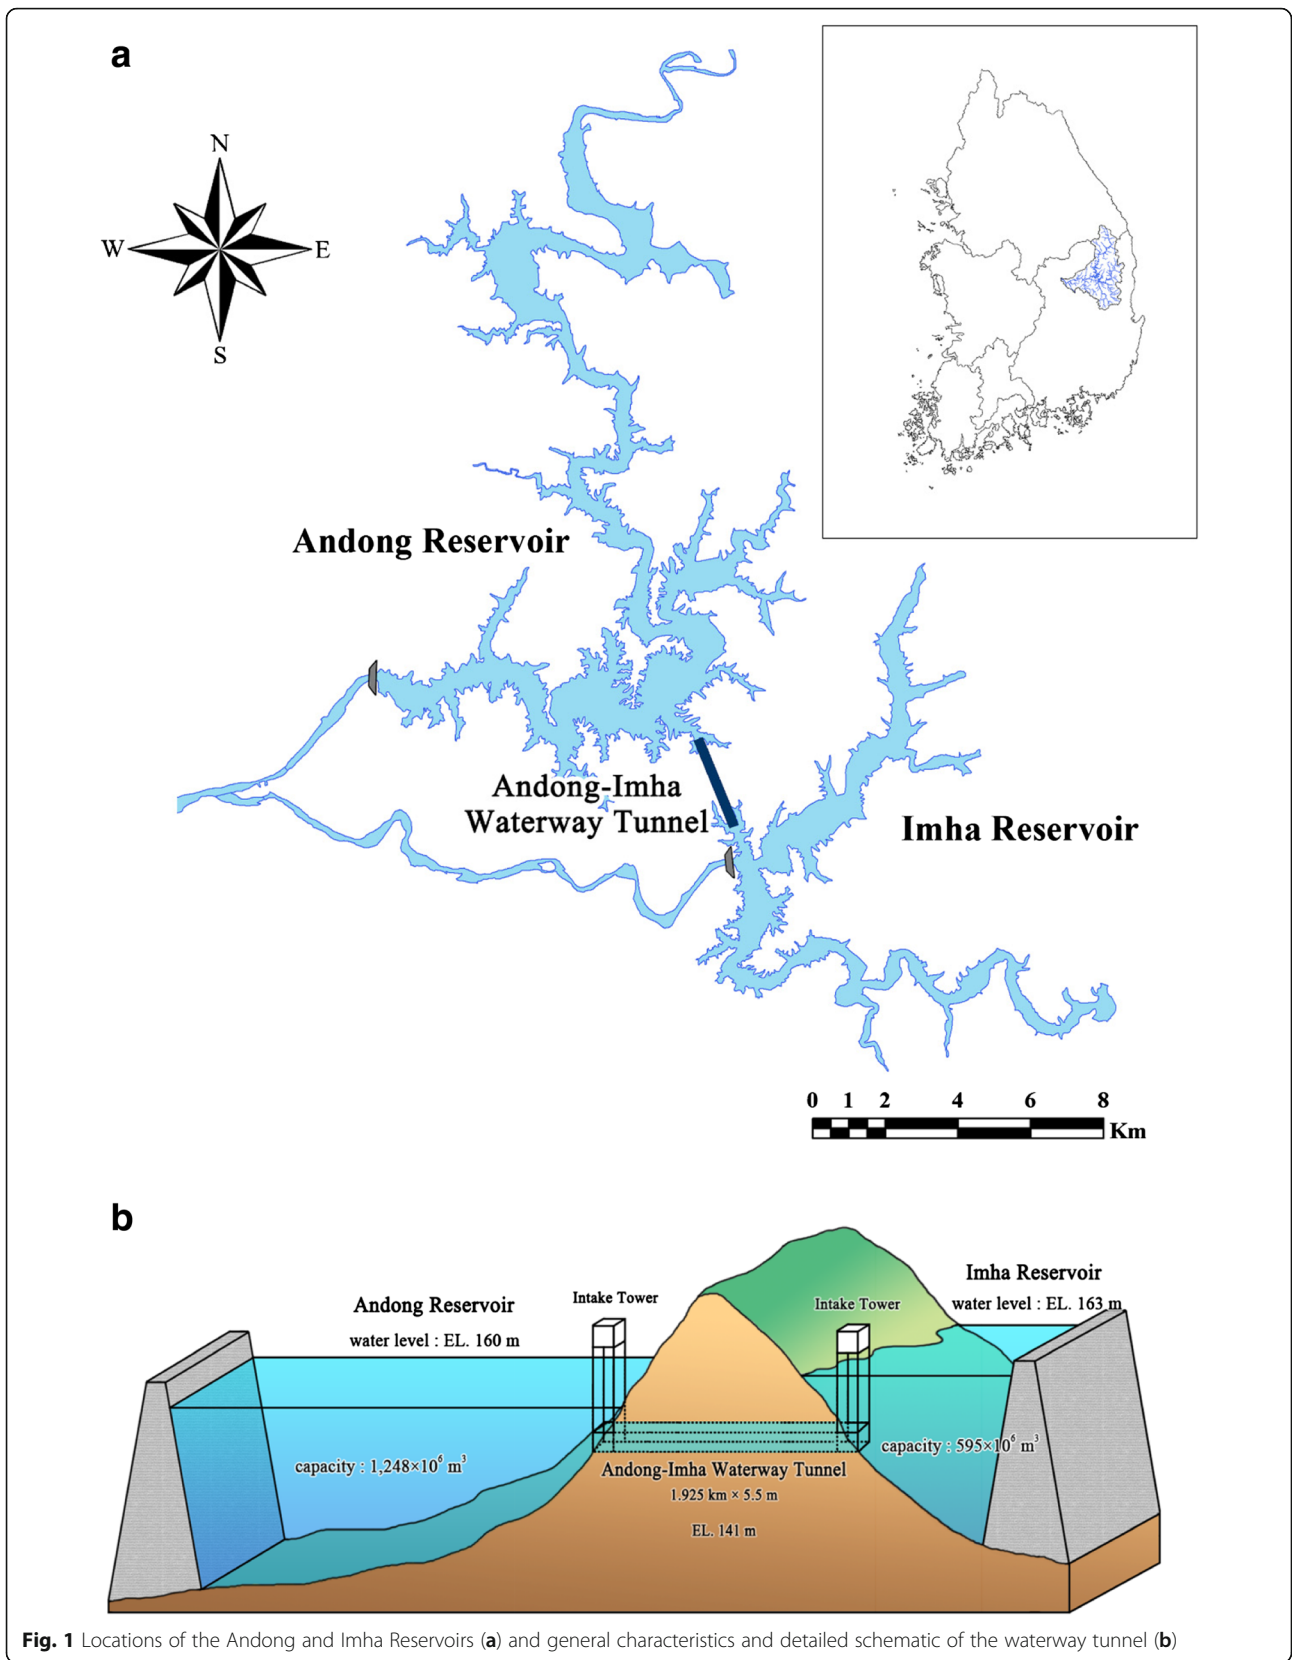 a
N
W
E
S
Andong Reservoir
Andong-Imha
Waterway Tunnel
Imha Reservoir
0 1 2 4 6 8
Km
b
Andong Reservoir
water level : EL. 160 m
Intake Tower
Intake Tower
Imha Reservoir
water level : EL. 163 m
capacity : 1,248×10⁶ m³
capacity : 595×10⁶ m³
Andong-Imha Waterway Tunnel
1.925 km × 5.5 m
EL. 141 m
Fig. 1 Locations of the Andong and Imha Reservoirs (a) and general characteristics and detailed schematic of the waterway tunnel (b)